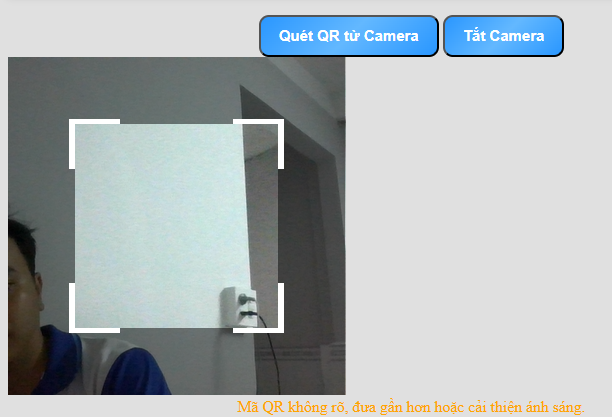 Quét QR từ Camera
Tắt Camera
Mã QR không rõ, đưa gần hơn hoặc cải thiện ánh sáng.